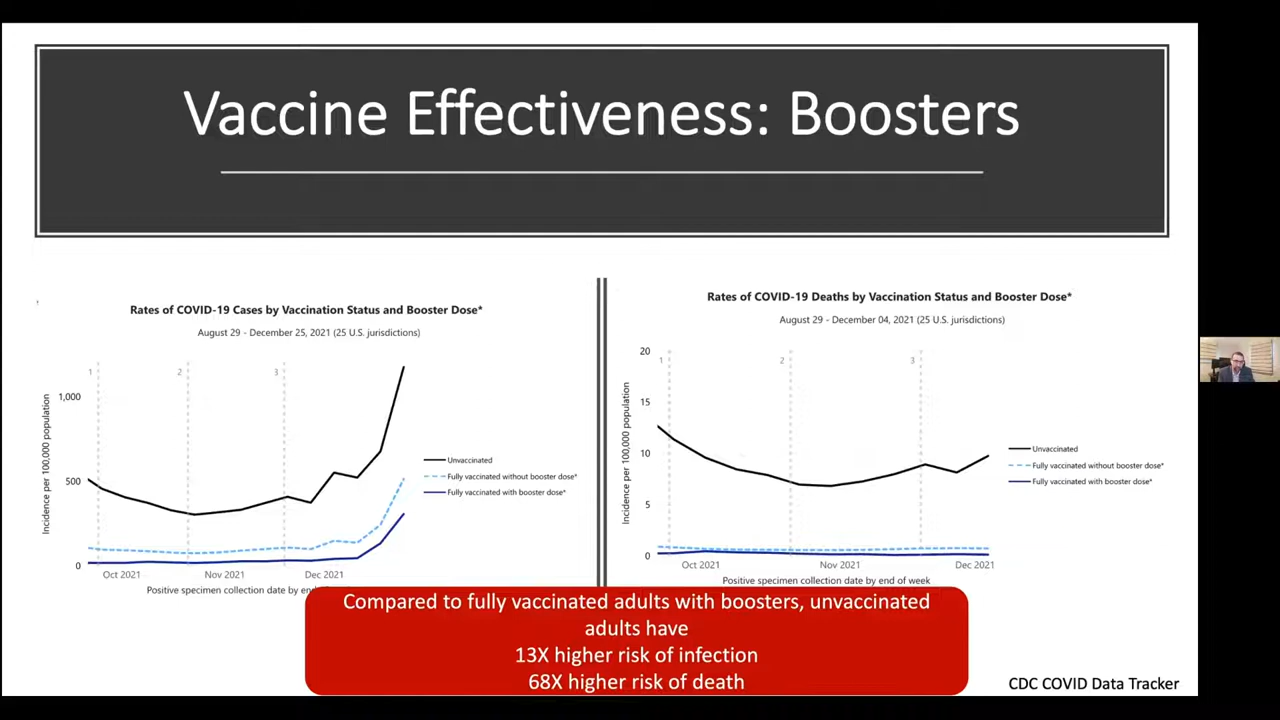 Vaccine Effectiveness: Boosters
Rates of COVID-19 Cases by Vaccination Status and Booster Dose*
August 29 - December 25, 2021 (25 U.S. jurisdictions)
1 2 3
Incidence per 100,000 population
1,000
500
0
Unvaccinated
Fully vaccinated without booster dose*
Fully vaccinated with booster dose*
Oct 2021 Nov 2021 Dec 2021
Positive specimen collection date by
Rates of COVID-19 Deaths by Vaccination Status and Booster Dose*
August 29 - December 04, 2021 (25 U.S. jurisdictions)
1 2 3
Incidence per 100,000 population
20
15
10
5
0
Unvaccinated
Fully vaccinated without booster dose*
Fully vaccinated with booster dose*
Oct 2021 Nov 2021 Dec 2021
Positive specimen collection date by end of week
Compared to fully vaccinated adults with boosters, unvaccinated
adults have
13X higher risk of infection
68X higher risk of death
CDC COVID Data Tracker